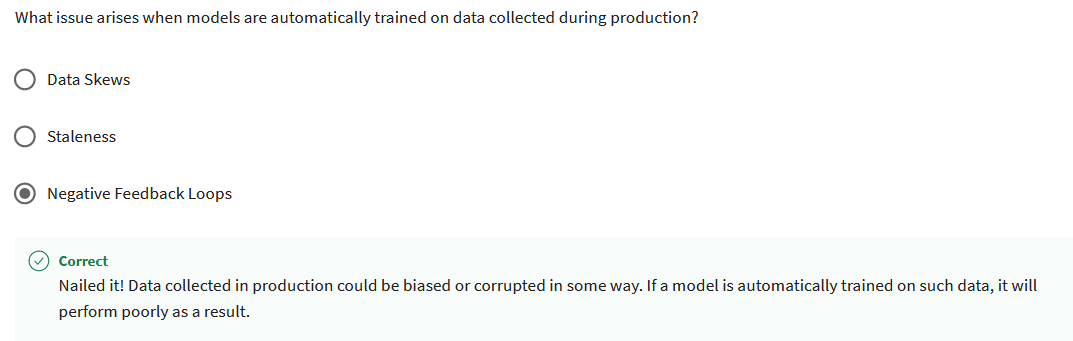 What issue arises when models are automatically trained on data collected during production?
Data Skews
Staleness
Negative Feedback Loops
Correct
Nailed it! Data collected in production could be biased or corrupted in some way. If a model is automatically trained on such data, it will
perform poorly as a result.